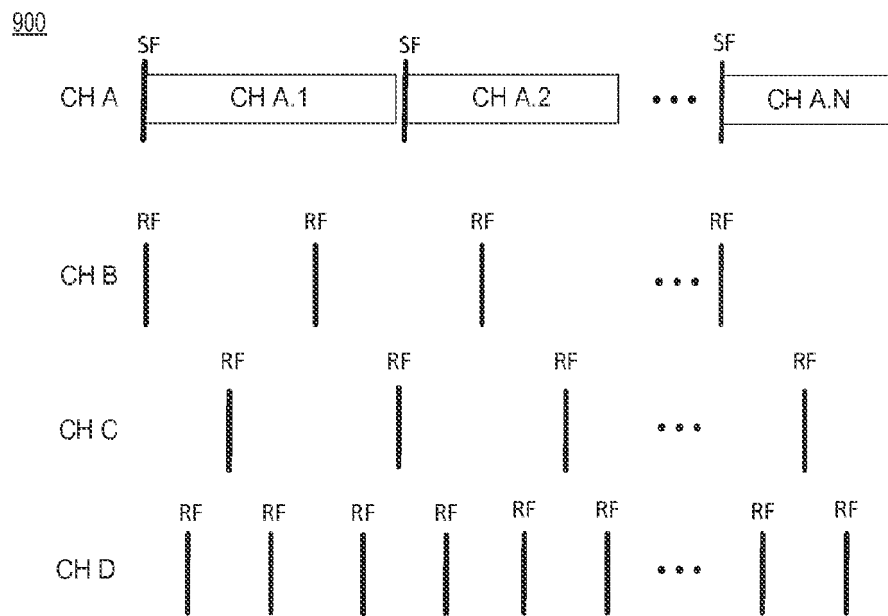 900
SF SF SF
CH A CH A.1 CH A.2 ••• CH A.N
RF RF RF RF
CH B •••
RF RF RF RF
CH C •••
RF RF RF RF RF RF RF RF
CH D •••